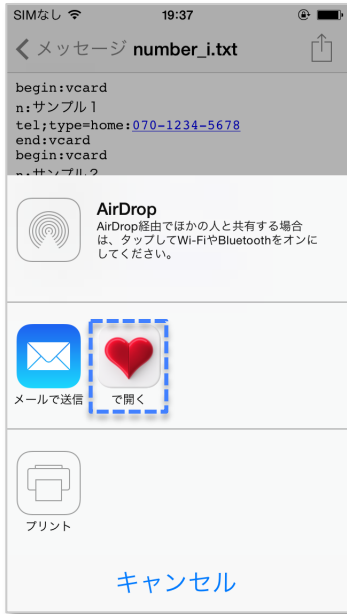 SIMなし 19:37
メッセージ number_i.txt
begin:vcard
n:サンプル1
tel;type=home:070-1234-5678
end:vcard
begin:vcard
n:サンプル2
AirDrop
AirDrop経由でほかの人と共有する場合
は、タップしてWi-FiやBluetoothをオンに
してください。
メールで送信 で開く
プリント
キャンセル